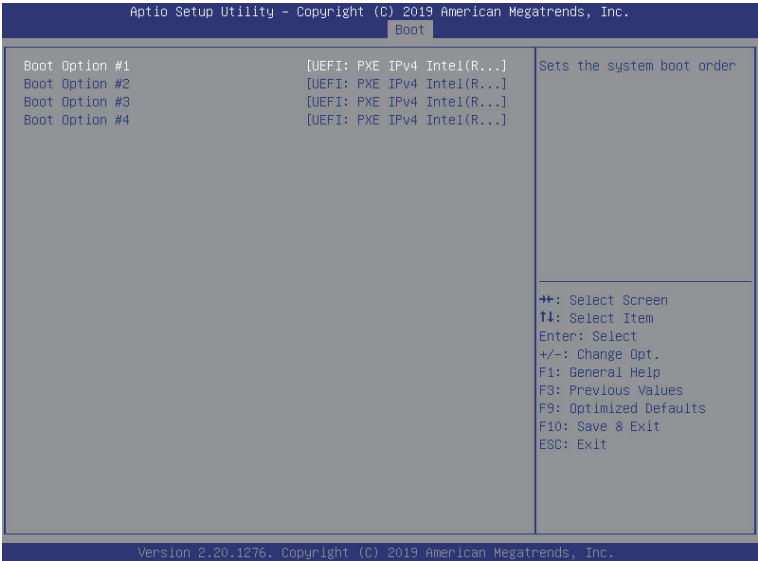 Aptio Setup Utility – Copyright (C) 2019 American Megatrends, Inc.
Boot
Boot Option #1 [UEFI: PXE IPv4 Intel(R...]
Boot Option #2 [UEFI: PXE IPv4 Intel(R...]
Boot Option #3 [UEFI: PXE IPv4 Intel(R...]
Boot Option #4 [UEFI: PXE IPv4 Intel(R...]
Sets the system boot order
→←: Select Screen
↑↓: Select Item
Enter: Select
+/-: Change Opt.
F1: General Help
F3: Previous Values
F9: Optimized Defaults
F10: Save & Exit
ESC: Exit
Version 2.20.1276. Copyright (C) 2019 American Megatrends, Inc.